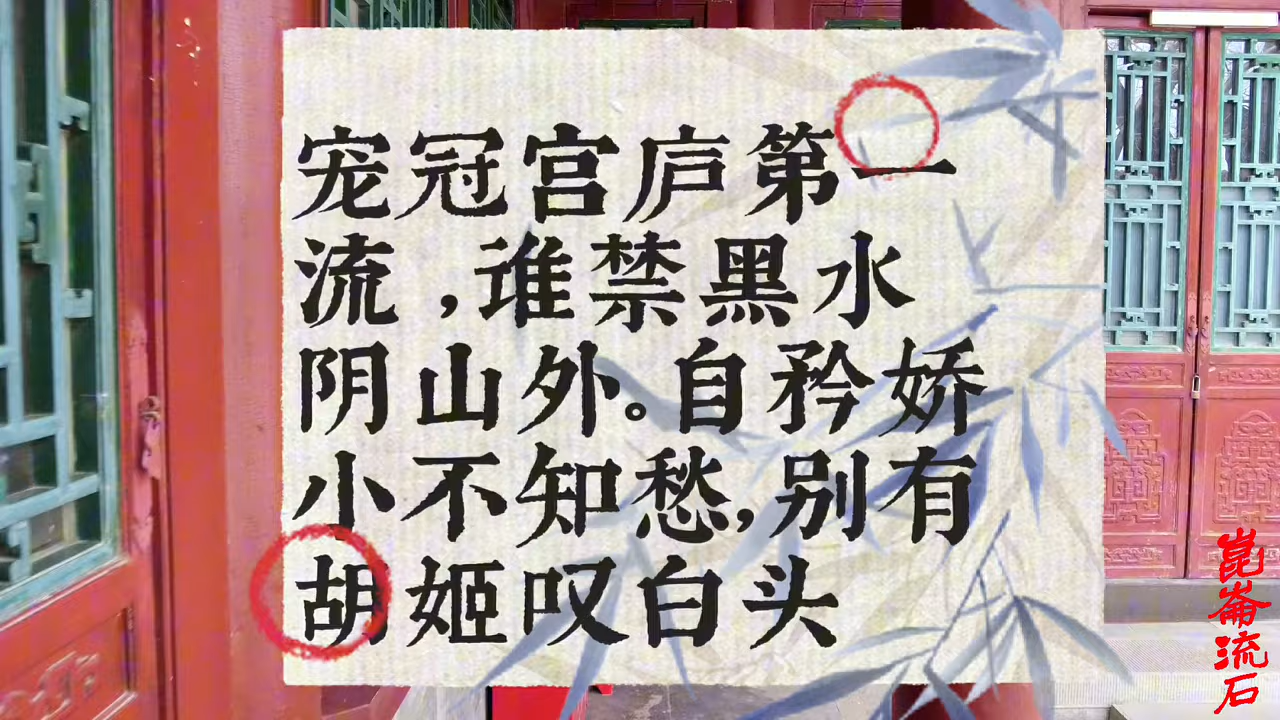 宠冠宫庐第一
流，谁禁黑水
阴山外。自矜娇
小不知愁，别有
胡姬叹白头
崑崙流石